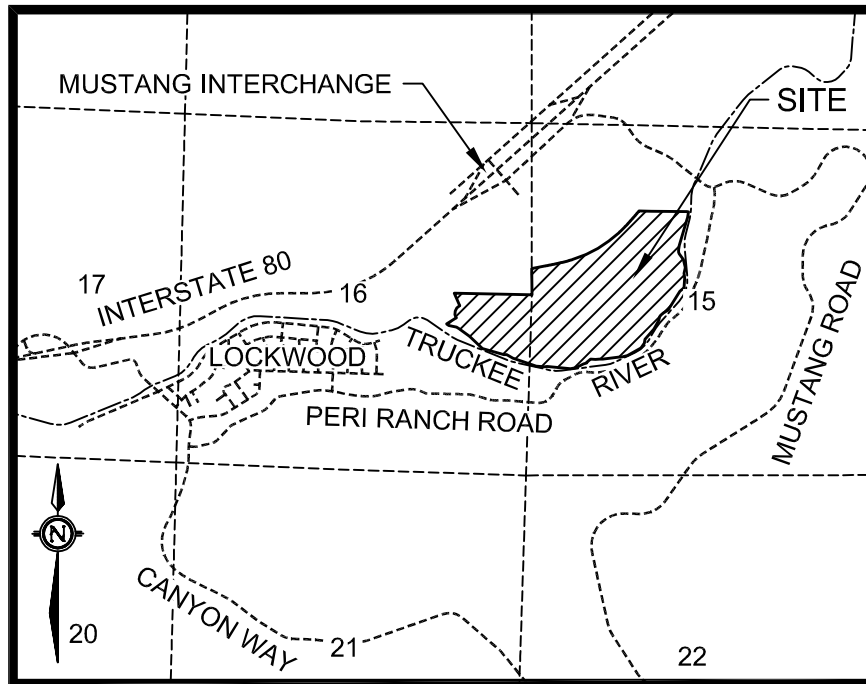 MUSTANG INTERCHANGE
SITE
17
INTERSTATE 80
16
15
LOCKWOOD
TRUCKEE
RIVER
MUSTANG ROAD
PERI RANCH ROAD
N
CANYON WAY
20
21
22